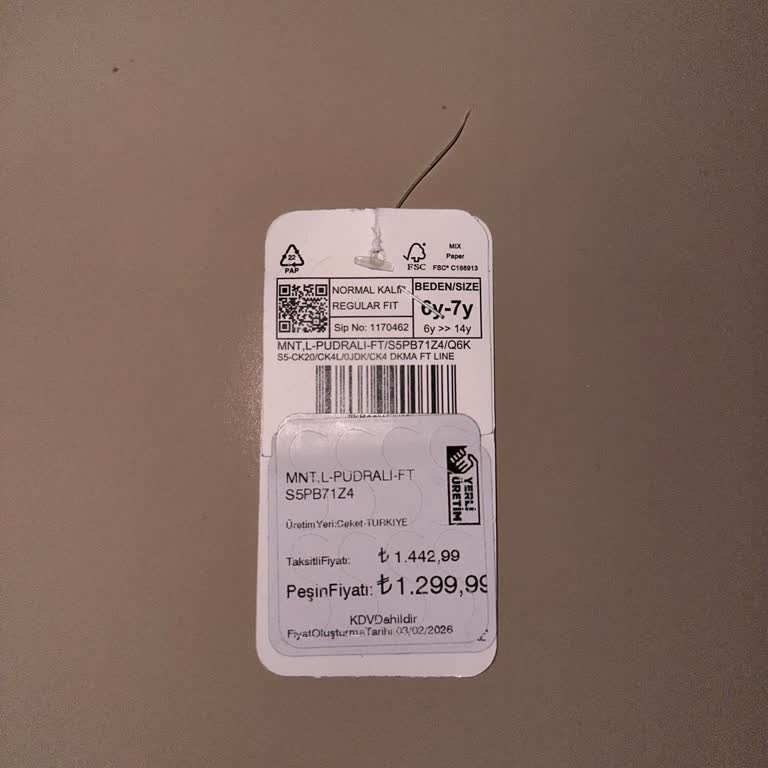 22
PAP
FSC
MIX
Paper
FSC® C188913
NORMAL KALIP
REGULAR FIT
Sip No: 1170462
BEDEN/SIZE
6y-7y
6y >> 14y
MNT,L-PUDRALI-FT/S5PB71Z4/Q6K
S5-CK20/CK4L/0JDK/CK4 DKMA FT LINE
MNT,L-PUDRALI-FT
S5PB71Z4
YERLİ
ÜRETİM
ÜretimYeri:Ceket-TURKIYE
TaksitliFiyatı: ₺ 1.442,99
PeşinFiyatı: ₺1.299,99
KDVDahildir
FiyatOluşturmaTarihi:03/02/2026